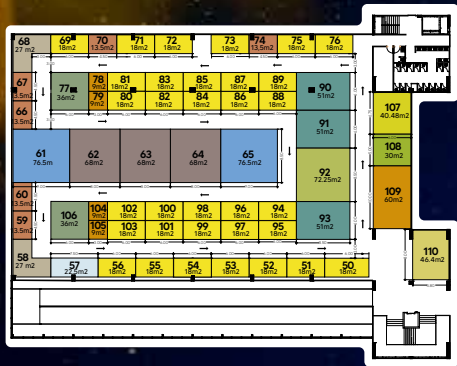 68
27 m2
69
18m2
70
13.5m2
71
18m2
72
18m2
73
18m2
74
13,5m2
75
18m2
76
18m2
67
3.5m2
66
3.5m2
77
36m2
78
9m2
79
9m2
81
18m2
80
18m2
83
18m2
82
18m2
85
18m2
84
18m2
87
18m2
86
18m2
89
18m2
88
18m2
90
51m2
91
51m2
107
40.48m2
108
30m2
109
60m2
61
76.5m
62
68m2
63
68m2
64
68m2
65
76.5m2
92
72.25m2
60
3.5m2
59
3.5m2
106
36m2
104
9m2
105
9m2
102
18m2
103
18m2
100
18m2
101
18m2
98
18m2
99
18m2
96
18m2
97
18m2
94
18m2
95
18m2
93
51m2
110
46.4m2
58
27 m2
57
22.5m2
56
18m2
55
18m2
54
18m2
53
18m2
52
18m2
51
18m2
50
18m2